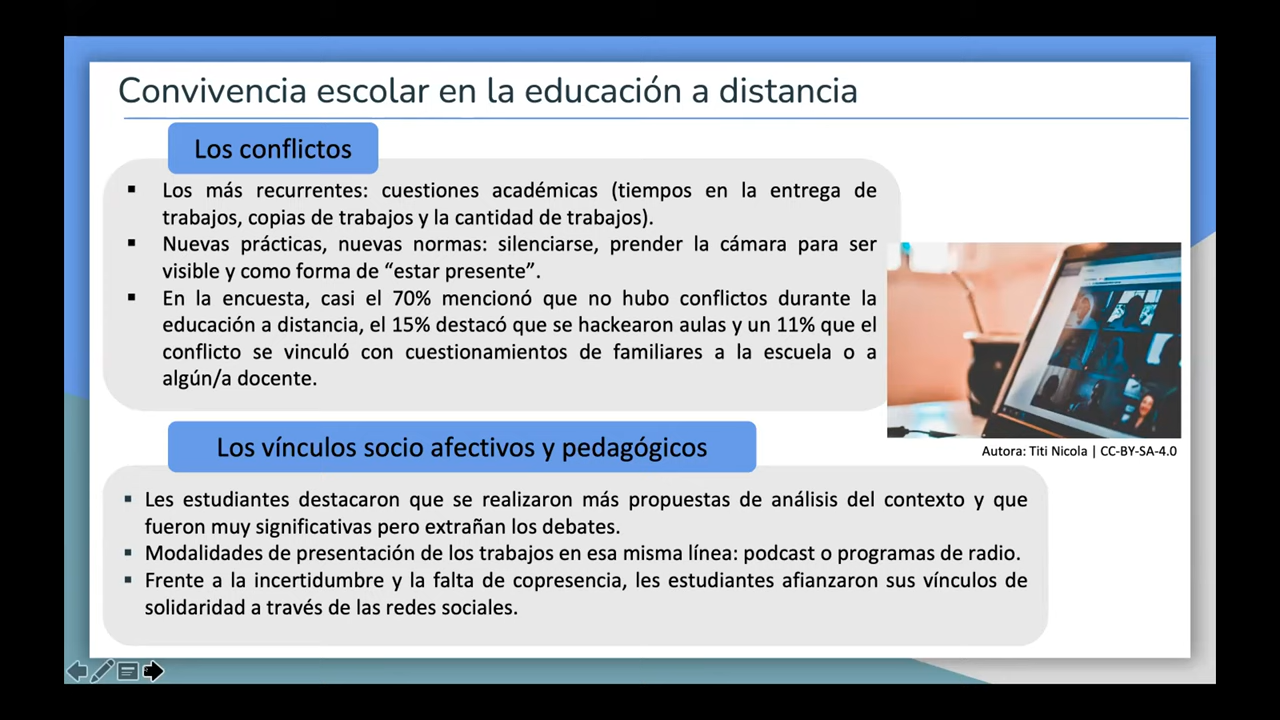 Convivencia escolar en la educación a distancia
Los conflictos
▪ Los más recurrentes: cuestiones académicas (tiempos en la entrega de
trabajos, copias de trabajos y la cantidad de trabajos).
▪ Nuevas prácticas, nuevas normas: silenciarse, prender la cámara para ser
visible y como forma de “estar presente”.
▪ En la encuesta, casi el 70% mencionó que no hubo conflictos durante la
educación a distancia, el 15% destacó que se hackearon aulas y un 11% que el
conflicto se vinculó con cuestionamientos de familiares a la escuela o a
algún/a docente.
Autora: Titi Nicola | CC-BY-SA-4.0
Los vínculos socio afectivos y pedagógicos
▪ Les estudiantes destacaron que se realizaron más propuestas de análisis del contexto y que
fueron muy significativas pero extrañan los debates.
▪ Modalidades de presentación de los trabajos en esa misma línea: podcast o programas de radio.
▪ Frente a la incertidumbre y la falta de copresencia, les estudiantes afianzaron sus vínculos de
solidaridad a través de las redes sociales.